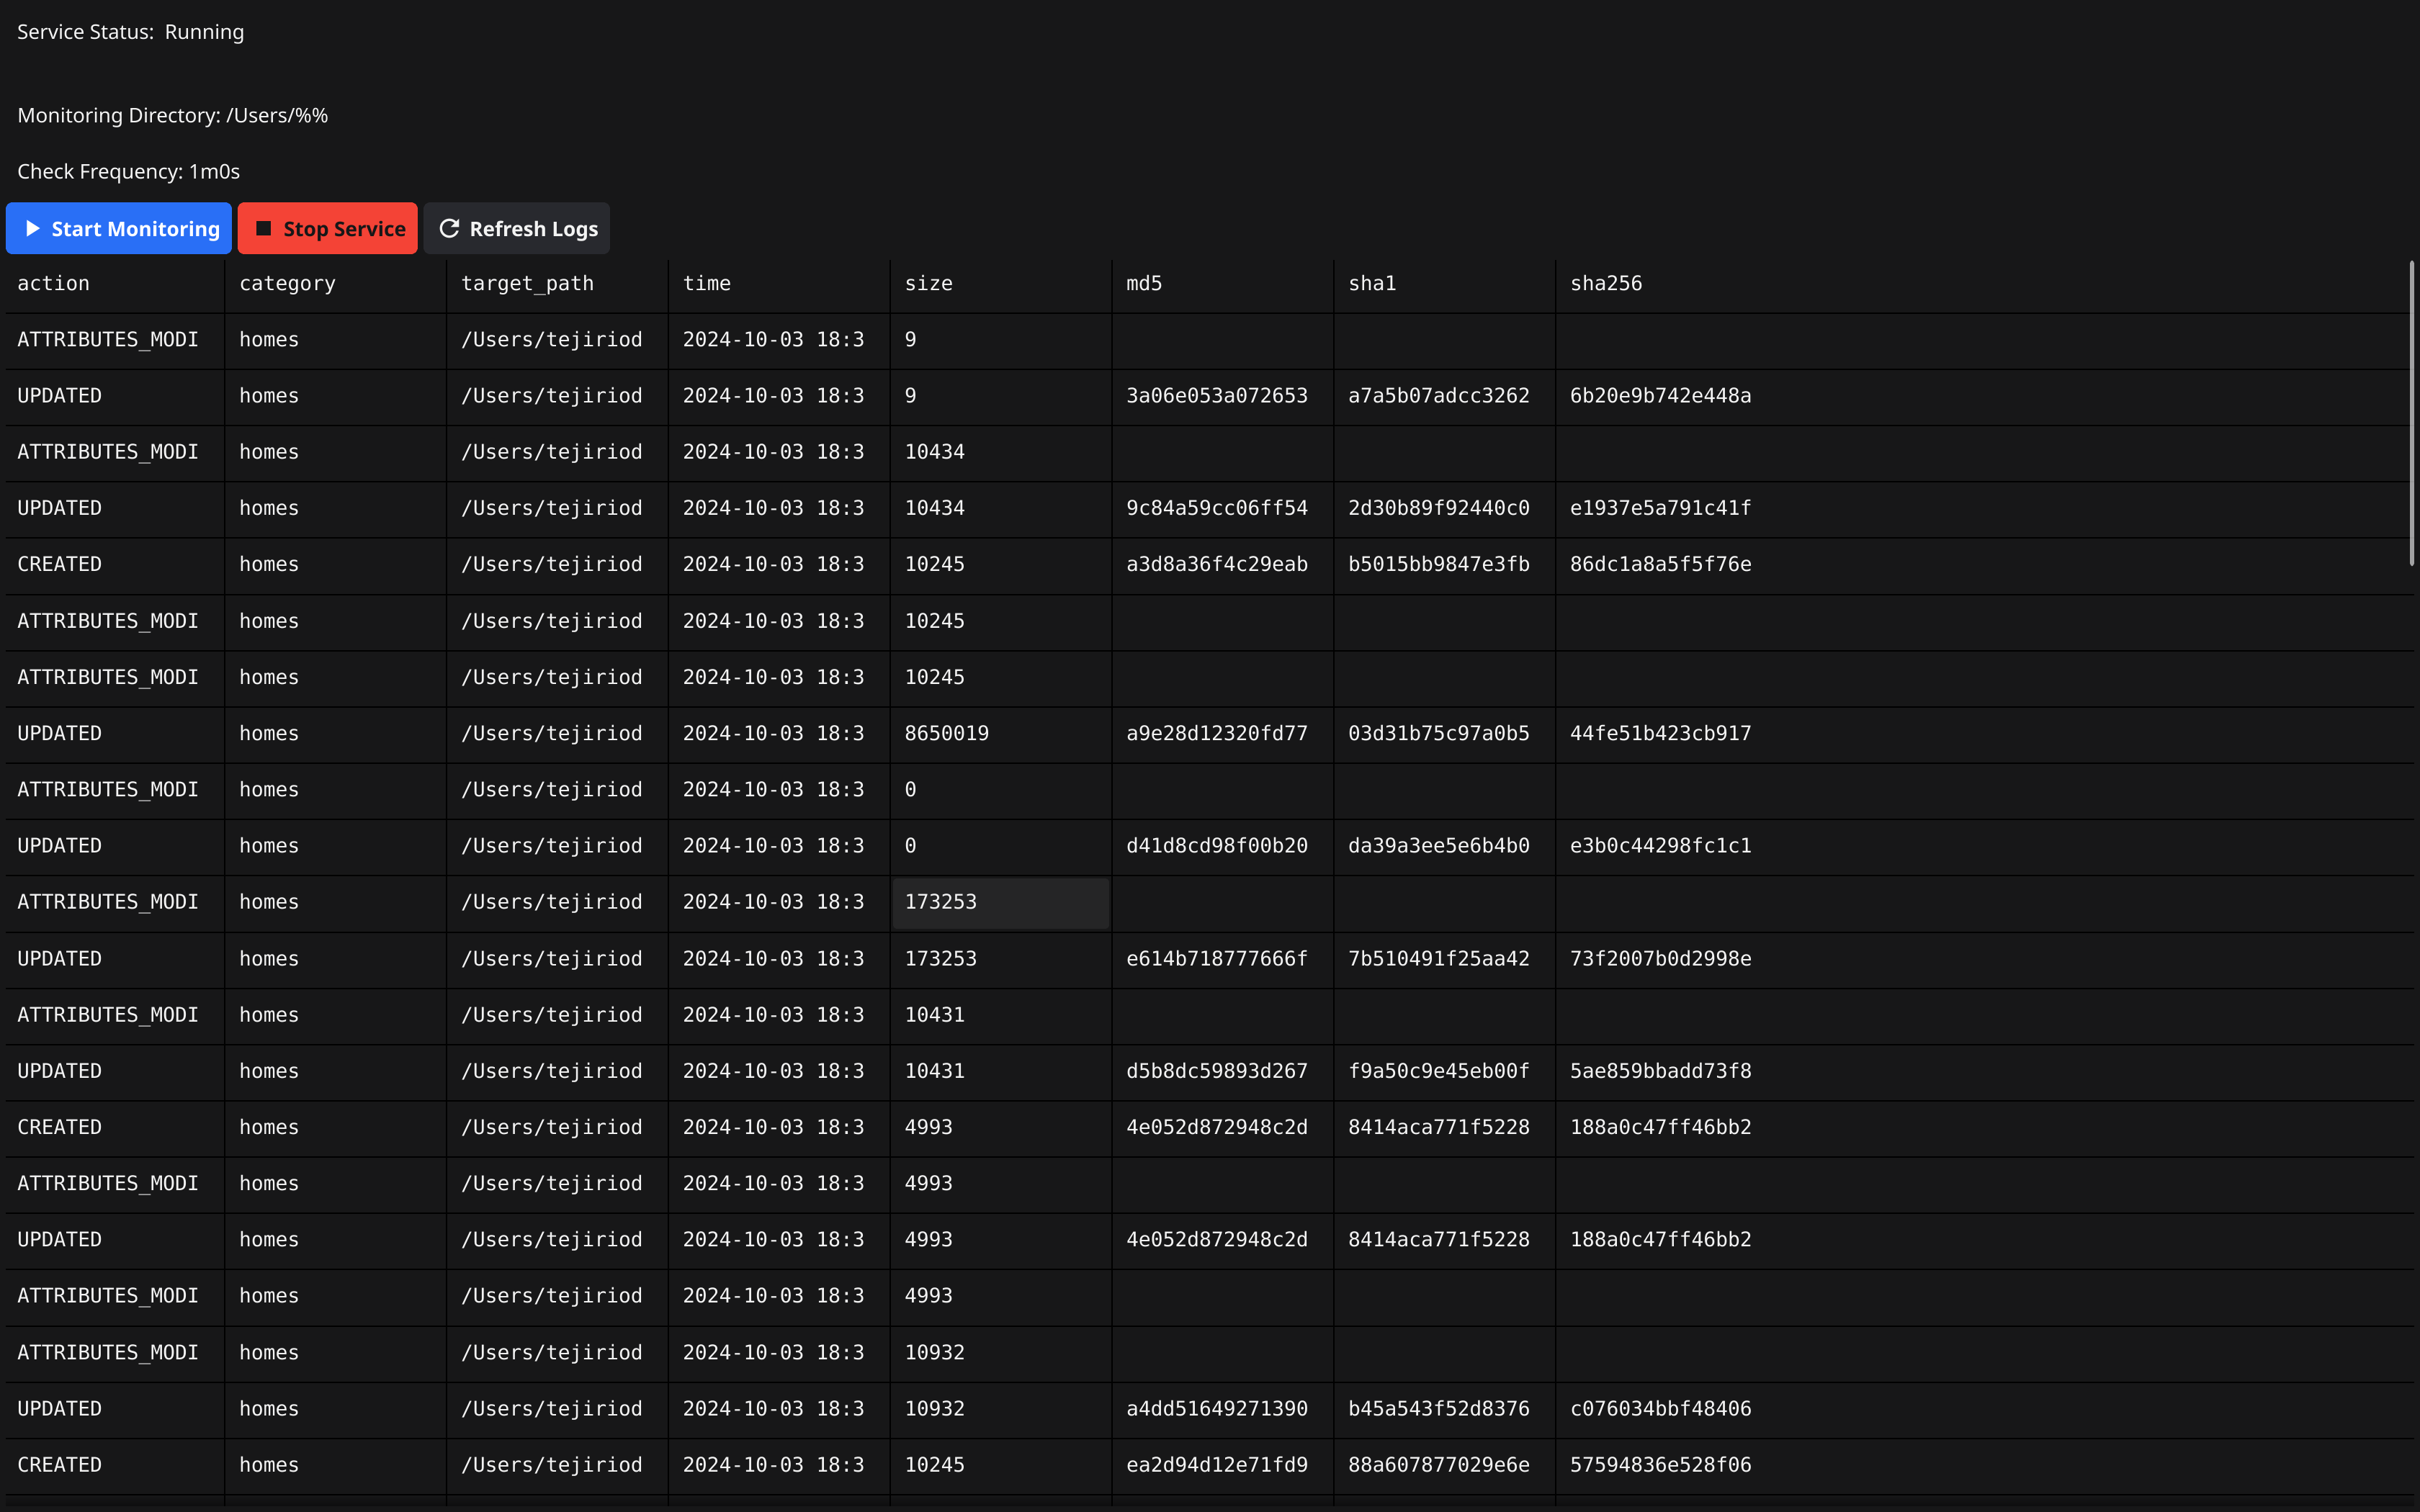 Service Status: Running
Monitoring Directory: /Users/%%
Check Frequency: 1m0s
Start Monitoring Stop Service Refresh Logs
action category target_path time size md5 sha1 sha256
ATTRIBUTES_MODI homes /Users/tejiriod 2024-10-03 18:3 9
UPDATED homes /Users/tejiriod 2024-10-03 18:3 9 3a06e053a072653 a7a5b07adcc3262 6b20e9b742e448a
ATTRIBUTES_MODI homes /Users/tejiriod 2024-10-03 18:3 10434
UPDATED homes /Users/tejiriod 2024-10-03 18:3 10434 9c84a59cc06ff54 2d30b89f92440c0 e1937e5a791c41f
CREATED homes /Users/tejiriod 2024-10-03 18:3 10245 a3d8a36f4c29eab b5015bb9847e3fb 86dc1a8a5f5f76e
ATTRIBUTES_MODI homes /Users/tejiriod 2024-10-03 18:3 10245
ATTRIBUTES_MODI homes /Users/tejiriod 2024-10-03 18:3 10245
UPDATED homes /Users/tejiriod 2024-10-03 18:3 8650019 a9e28d12320fd77 03d31b75c97a0b5 44fe51b423cb917
ATTRIBUTES_MODI homes /Users/tejiriod 2024-10-03 18:3 0
UPDATED homes /Users/tejiriod 2024-10-03 18:3 0 d41d8cd98f00b20 da39a3ee5e6b4b0 e3b0c44298fc1c1
ATTRIBUTES_MODI homes /Users/tejiriod 2024-10-03 18:3 173253
UPDATED homes /Users/tejiriod 2024-10-03 18:3 173253 e614b718777666f 7b510491f25aa42 73f2007b0d2998e
ATTRIBUTES_MODI homes /Users/tejiriod 2024-10-03 18:3 10431
UPDATED homes /Users/tejiriod 2024-10-03 18:3 10431 d5b8dc59893d267 f9a50c9e45eb00f 5ae859bbadd73f8
CREATED homes /Users/tejiriod 2024-10-03 18:3 4993 4e052d872948c2d 8414aca771f5228 188a0c47ff46bb2
ATTRIBUTES_MODI homes /Users/tejiriod 2024-10-03 18:3 4993
UPDATED homes /Users/tejiriod 2024-10-03 18:3 4993 4e052d872948c2d 8414aca771f5228 188a0c47ff46bb2
ATTRIBUTES_MODI homes /Users/tejiriod 2024-10-03 18:3 4993
ATTRIBUTES_MODI homes /Users/tejiriod 2024-10-03 18:3 10932
UPDATED homes /Users/tejiriod 2024-10-03 18:3 10932 a4dd51649271390 b45a543f52d8376 c076034bbf48406
CREATED homes /Users/tejiriod 2024-10-03 18:3 10245 ea2d94d12e71fd9 88a607877029e6e 57594836e528f06